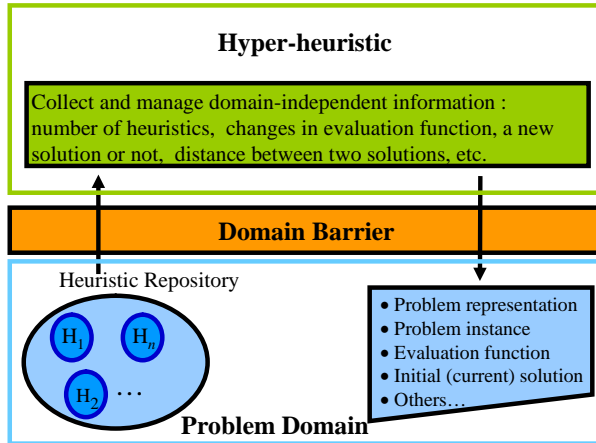 Hyper-heuristic
Collect and manage domain-independent information :
number of heuristics, changes in evaluation function, a new
solution or not, distance between two solutions, etc.
Domain Barrier
Heuristic Repository
H1
Hn
H2 …
• Problem representation
• Problem instance
• Evaluation function
• Initial (current) solution
• Others…
Problem Domain